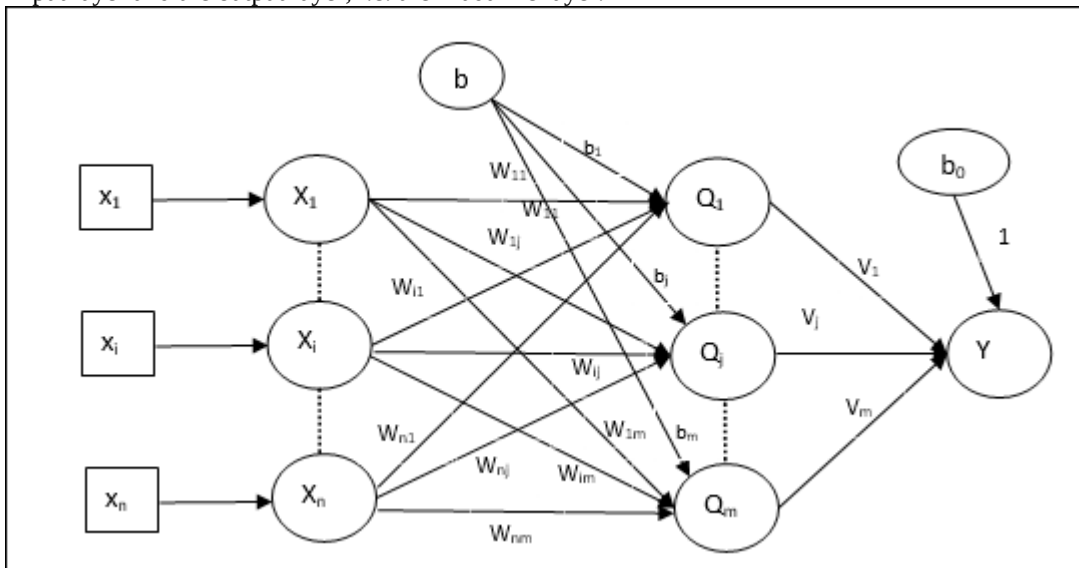 b
b₁
b₀
x₁
X₁
W₁₁
W₁₁
Q₁
1
W₁ⱼ
bⱼ
V₁
Wᵢ₁
xᵢ
Xᵢ
Vⱼ
Qⱼ
Y
Wᵢⱼ
Vₘ
Wₙ₁
W₁ₘ
bₘ
Wₙⱼ
Wᵢₘ
xₙ
Xₙ
Qₘ
Wₙₘ